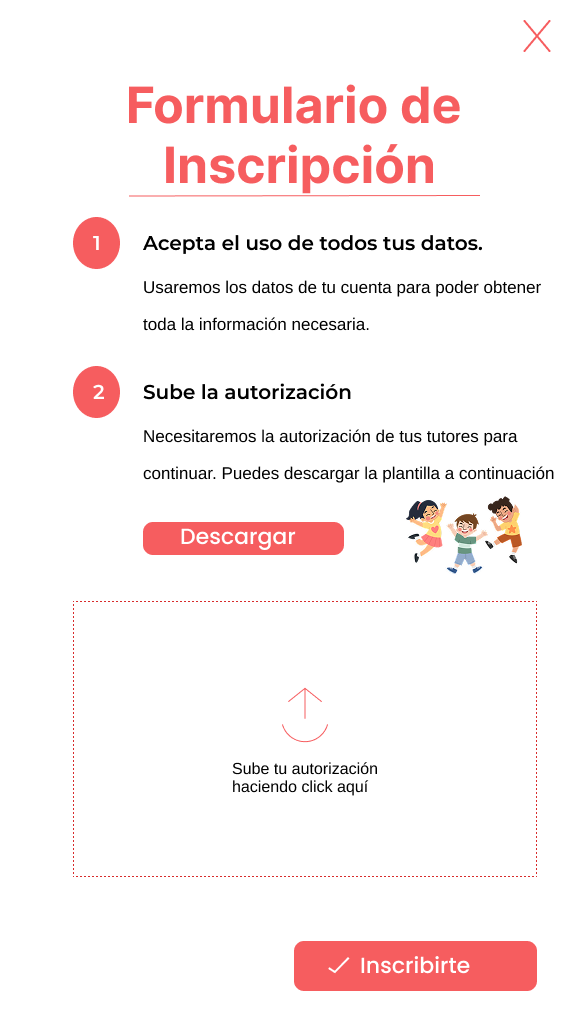 Formulario de
Inscripción
1
Acepta el uso de todos tus datos.
Usaremos los datos de tu cuenta para poder obtener
toda la información necesaria.
2
Sube la autorización
Necesitaremos la autorización de tus tutores para
continuar. Puedes descargar la plantilla a continuación
Descargar
Sube tu autorización
haciendo click aquí
Inscribirte